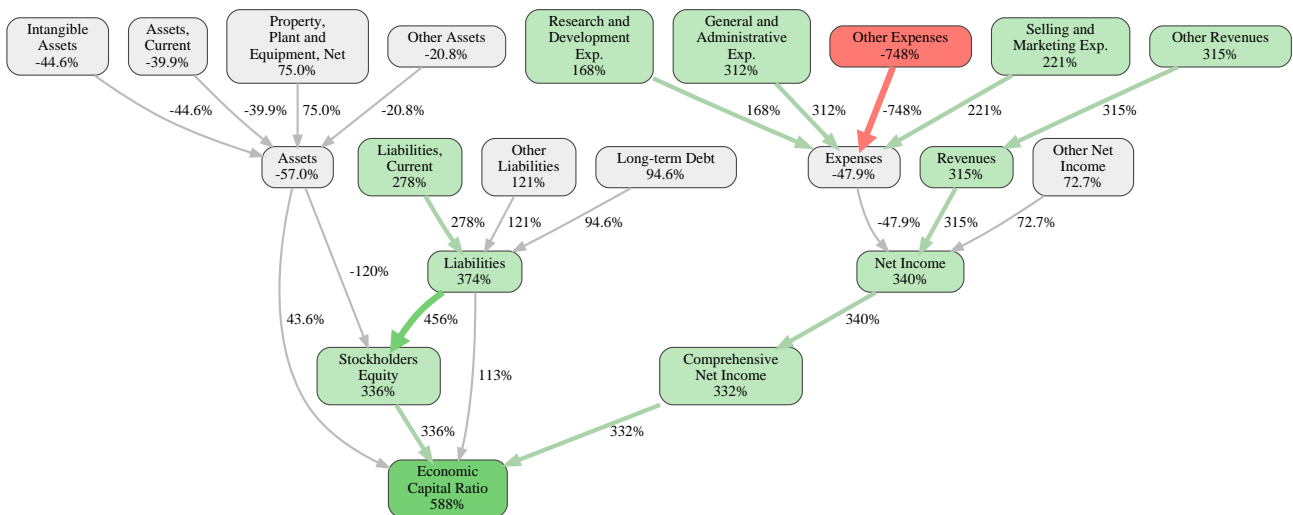 Intangible
Assets
-44.6%
Assets,
Current
-39.9%
Property,
Plant and
Equipment, Net
75.0%
Other Assets
-20.8%
Research and
Development
Exp.
168%
General and
Administrative
Exp.
312%
Other Expenses
-748%
Selling and
Marketing Exp.
221%
Other Revenues
315%
-44.6%
-39.9%
75.0%
-20.8%
168%
312%
-748%
221%
315%
Assets
-57.0%
Liabilities,
Current
278%
Other
Liabilities
121%
Long-term Debt
94.6%
Expenses
-47.9%
Revenues
315%
Other Net
Income
72.7%
278%
121%
94.6%
-47.9%
315%
72.7%
-120%
Liabilities
374%
Net Income
340%
43.6%
456%
340%
Stockholders
Equity
336%
113%
Comprehensive
Net Income
332%
336%
332%
Economic
Capital Ratio
588%